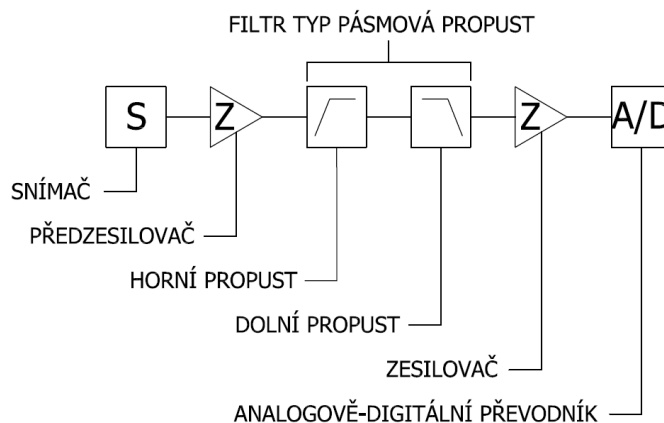 FILTR TYP PÁSMOVÁ PROPUST
S Z Z A/D
SNÍMAČ
PŘEDZESILOVAČ
HORNÍ PROPUST
DOLNÍ PROPUST
ZESILOVAČ
ANALOGOVĚ-DIGITÁLNÍ PŘEVODNÍK